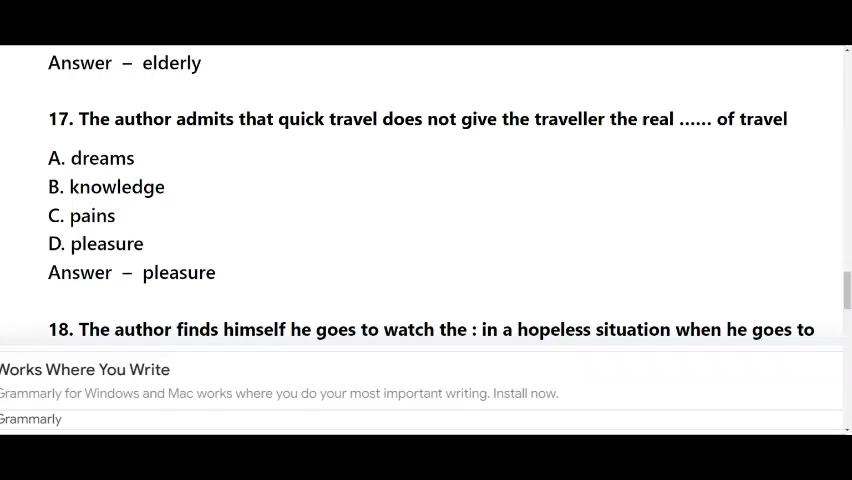 Answer – elderly
17. The author admits that quick travel does not give the traveller the real ...... of travel
A. dreams
B. knowledge
C. pains
D. pleasure
Answer – pleasure
18. The author finds himself he goes to watch the : in a hopeless situation when he goes to
Works Where You Write
Grammarly for Windows and Mac works where you do your most important writing. Install now.
Grammarly